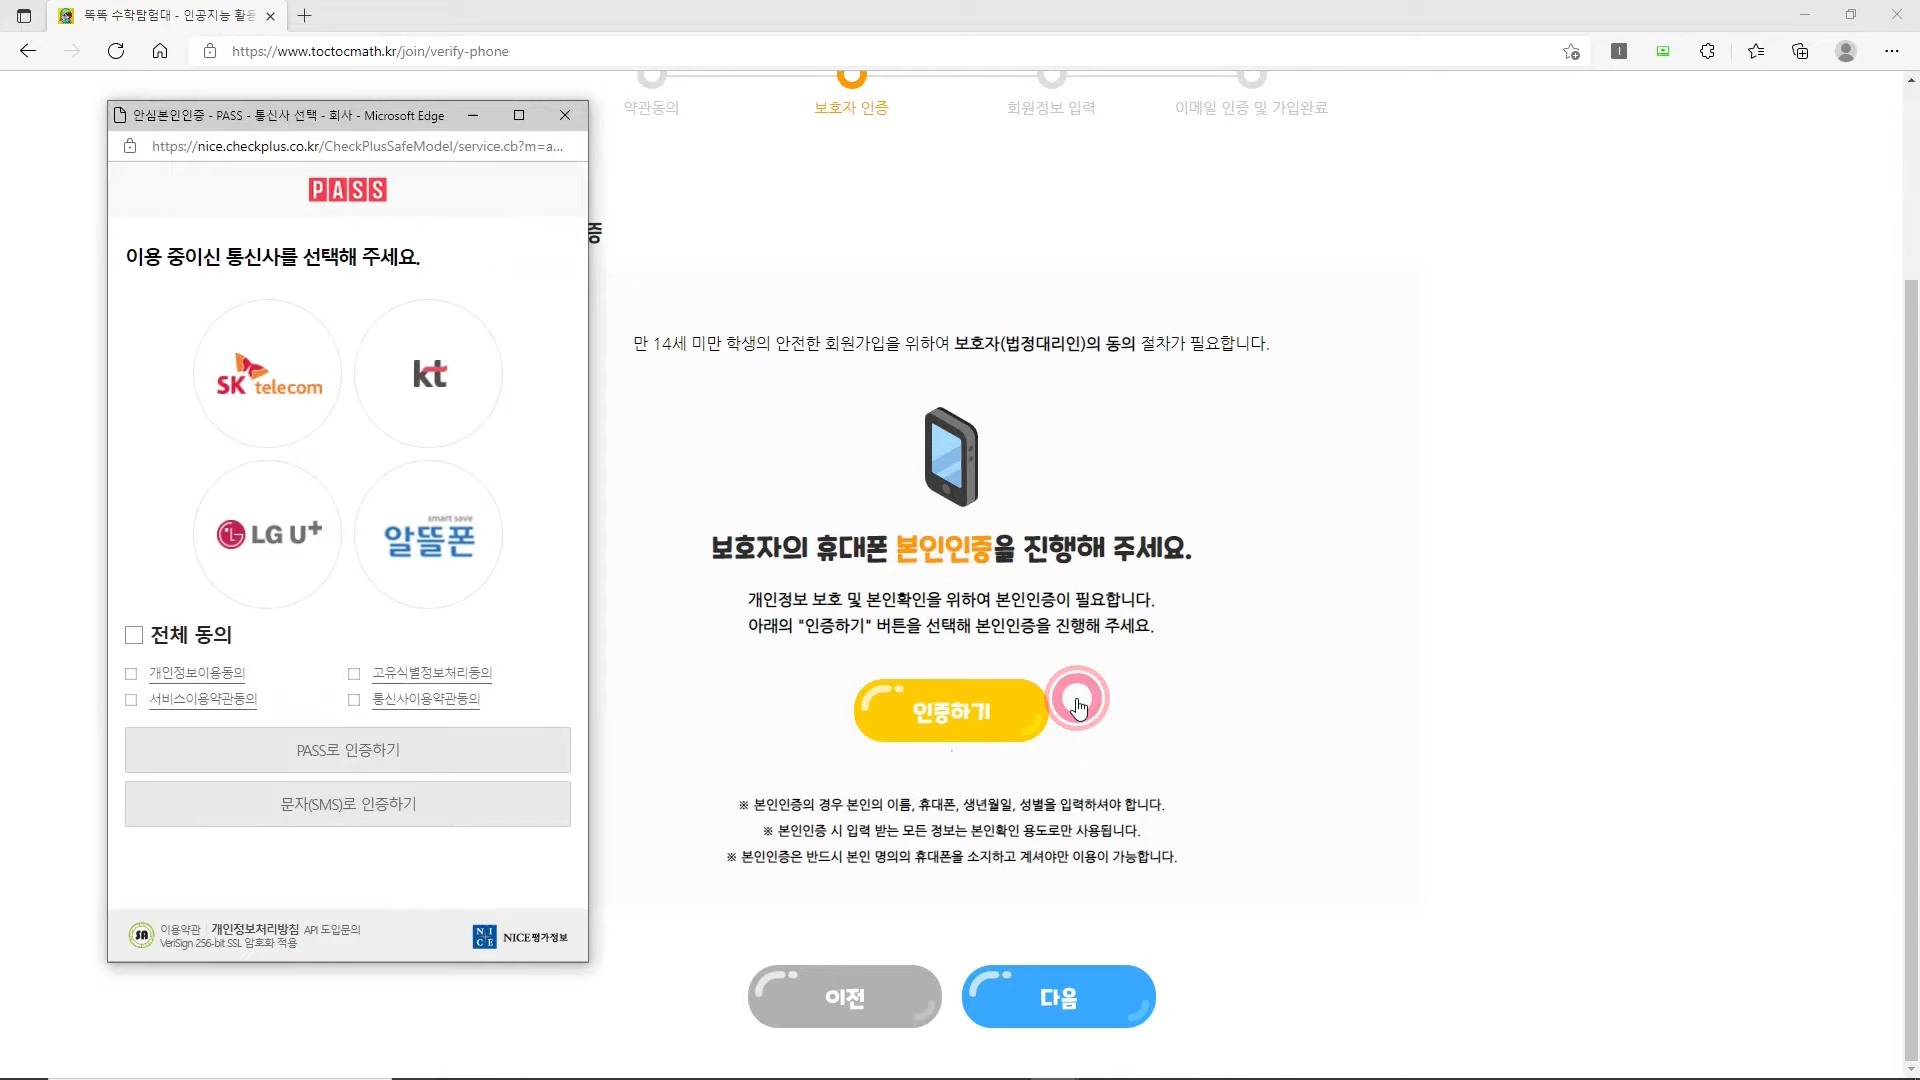 똑똑 수학탐험대 - 인공지능 활용
https://www.toctocmath.kr/join/verify-phone
약관동의
보호자 인증
회원정보 입력
이메일 인증 및 가입완료
안심본인인증 - PASS - 통신사 선택 - 회사 - Microsoft Edge
https://nice.checkplus.co.kr/CheckPlusSafeModel/service.cb?m=a...
PASS
이용 중이신 통신사를 선택해 주세요.
SK telecom
kt
LG U+
smart save
알뜰폰
전체 동의
개인정보이용동의
고유식별정보처리동의
서비스이용약관동의
통신사이용약관동의
PASS로 인증하기
문자(SMS)로 인증하기
SA
이용약관 | 개인정보처리방침 API 도입문의
VeriSign 256-bit SSL 암호화 적용
NICE
NICE평가정보
증
만 14세 미만 학생의 안전한 회원가입을 위하여 보호자(법정대리인)의 동의 절차가 필요합니다.
보호자의 휴대폰 본인인증을 진행해 주세요.
개인정보 보호 및 본인확인을 위하여 본인인증이 필요합니다.
아래의 "인증하기" 버튼을 선택해 본인인증을 진행해 주세요.
인증하기
※ 본인인증의 경우 본인의 이름, 휴대폰, 생년월일, 성별을 입력하셔야 합니다.
※ 본인인증 시 입력 받는 모든 정보는 본인확인 용도로만 사용됩니다.
※ 본인인증은 반드시 본인 명의의 휴대폰을 소지하고 계셔야만 이용이 가능합니다.
이전
다음